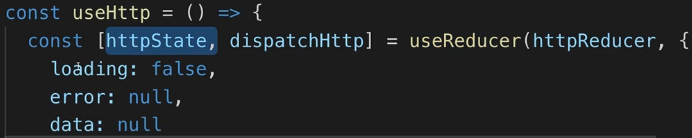 const useHttp = () => {
const [httpState, dispatchHttp] = useReducer(httpReducer, {
loading: false,
error: null,
data: null